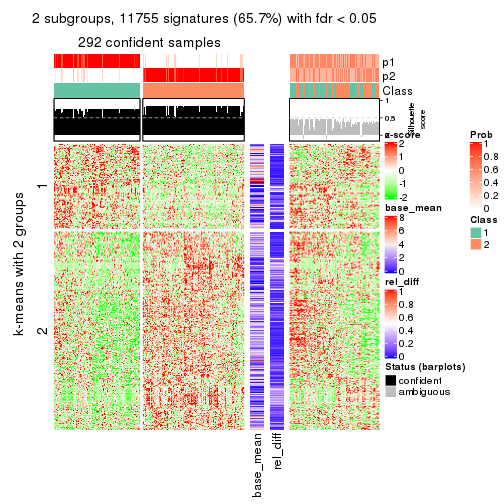 2 subgroups, 11755 signatures (65.7%) with fdr < 0.05
292 confident samples
p1
p2
Class
1
0.5
0
Silhouette
score
k-means with 2 groups
1
2
base_mean
rel_diff
z-score
2
1
0
-1
-2
base_mean
8
6
4
2
0
rel_diff
1
0.8
0.6
0.4
0.2
0
Status (barplots)
confident
ambiguous
Prob
1
0.8
0.6
0.4
0.2
0
Class
1
2